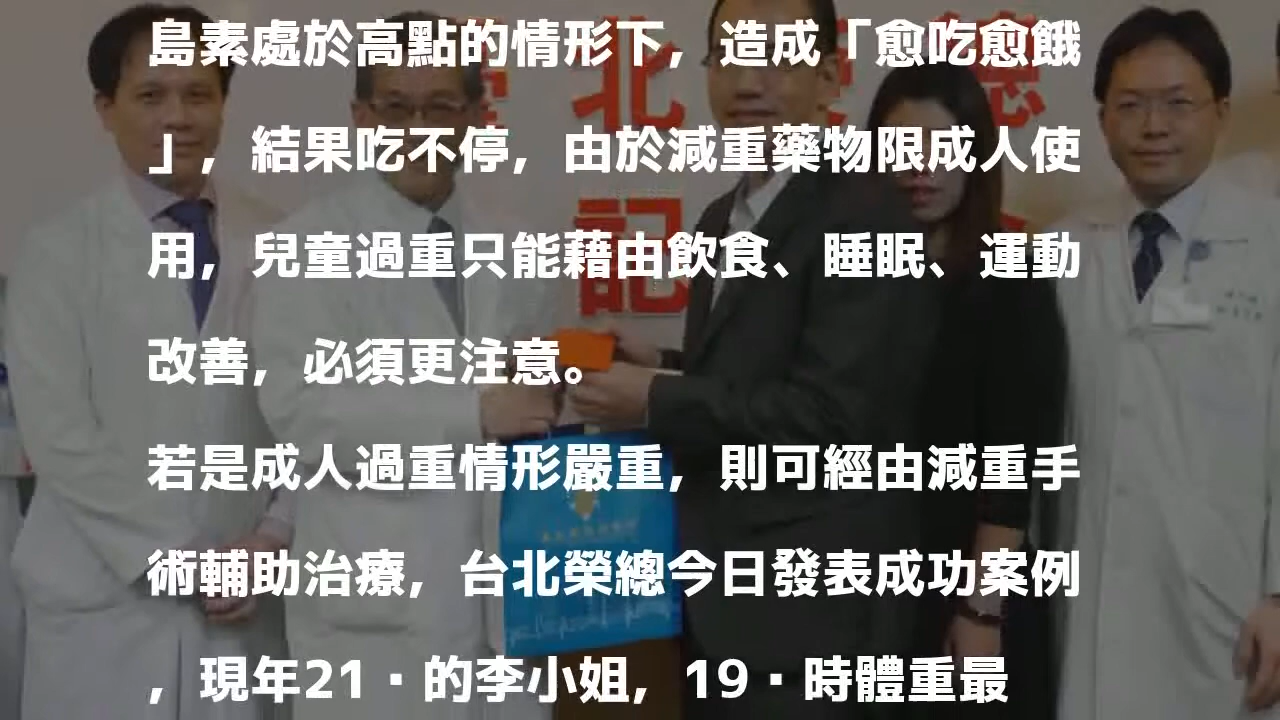 島素處於高點的情形下，造成「愈吃愈餓
」，結果吃不停，由於減重藥物限成人使
用，兒童過重只能藉由飲食、睡眠、運動
改善，必須更注意。
若是成人過重情形嚴重，則可經由減重手
術輔助治療，台北榮總今日發表成功案例
，現年21·的李小姐，19·時體重最
北
記